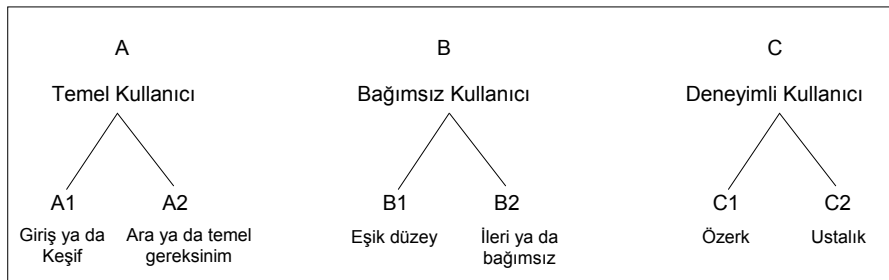 A B C
Temel Kullanıcı Bağımsız Kullanıcı Deneyimli Kullanıcı
A1 A2 B1 B2 C1 C2
Giriş ya da Ara ya da temel Eşik düzey İleri ya da Özerk Ustalık
Keşif gereksinim bağımsız